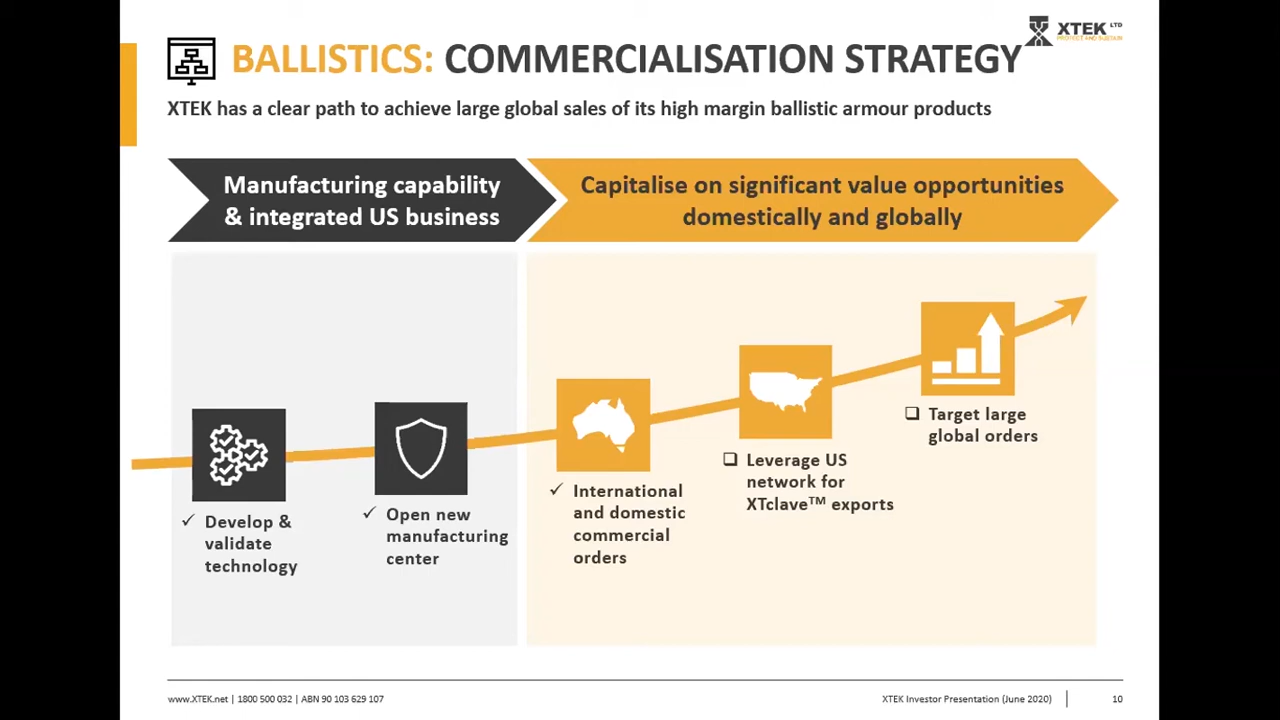 XTEK LTD
BALLISTICS: COMMERCIALISATION STRATEGY
XTEK has a clear path to achieve large global sales of its high margin ballistic armour products
Manufacturing capability
& integrated US business
Capitalise on significant value opportunities
domestically and globally
Develop &
validate
technology
Open new
manufacturing
center
International
and domestic
commercial
orders
Leverage US
network for
XTclave™ exports
Target large
global orders
www.XTEK.net | 1800 500 032 | ABN 90 103 629 107
XTEK Investor Presentation (June 2020)
10